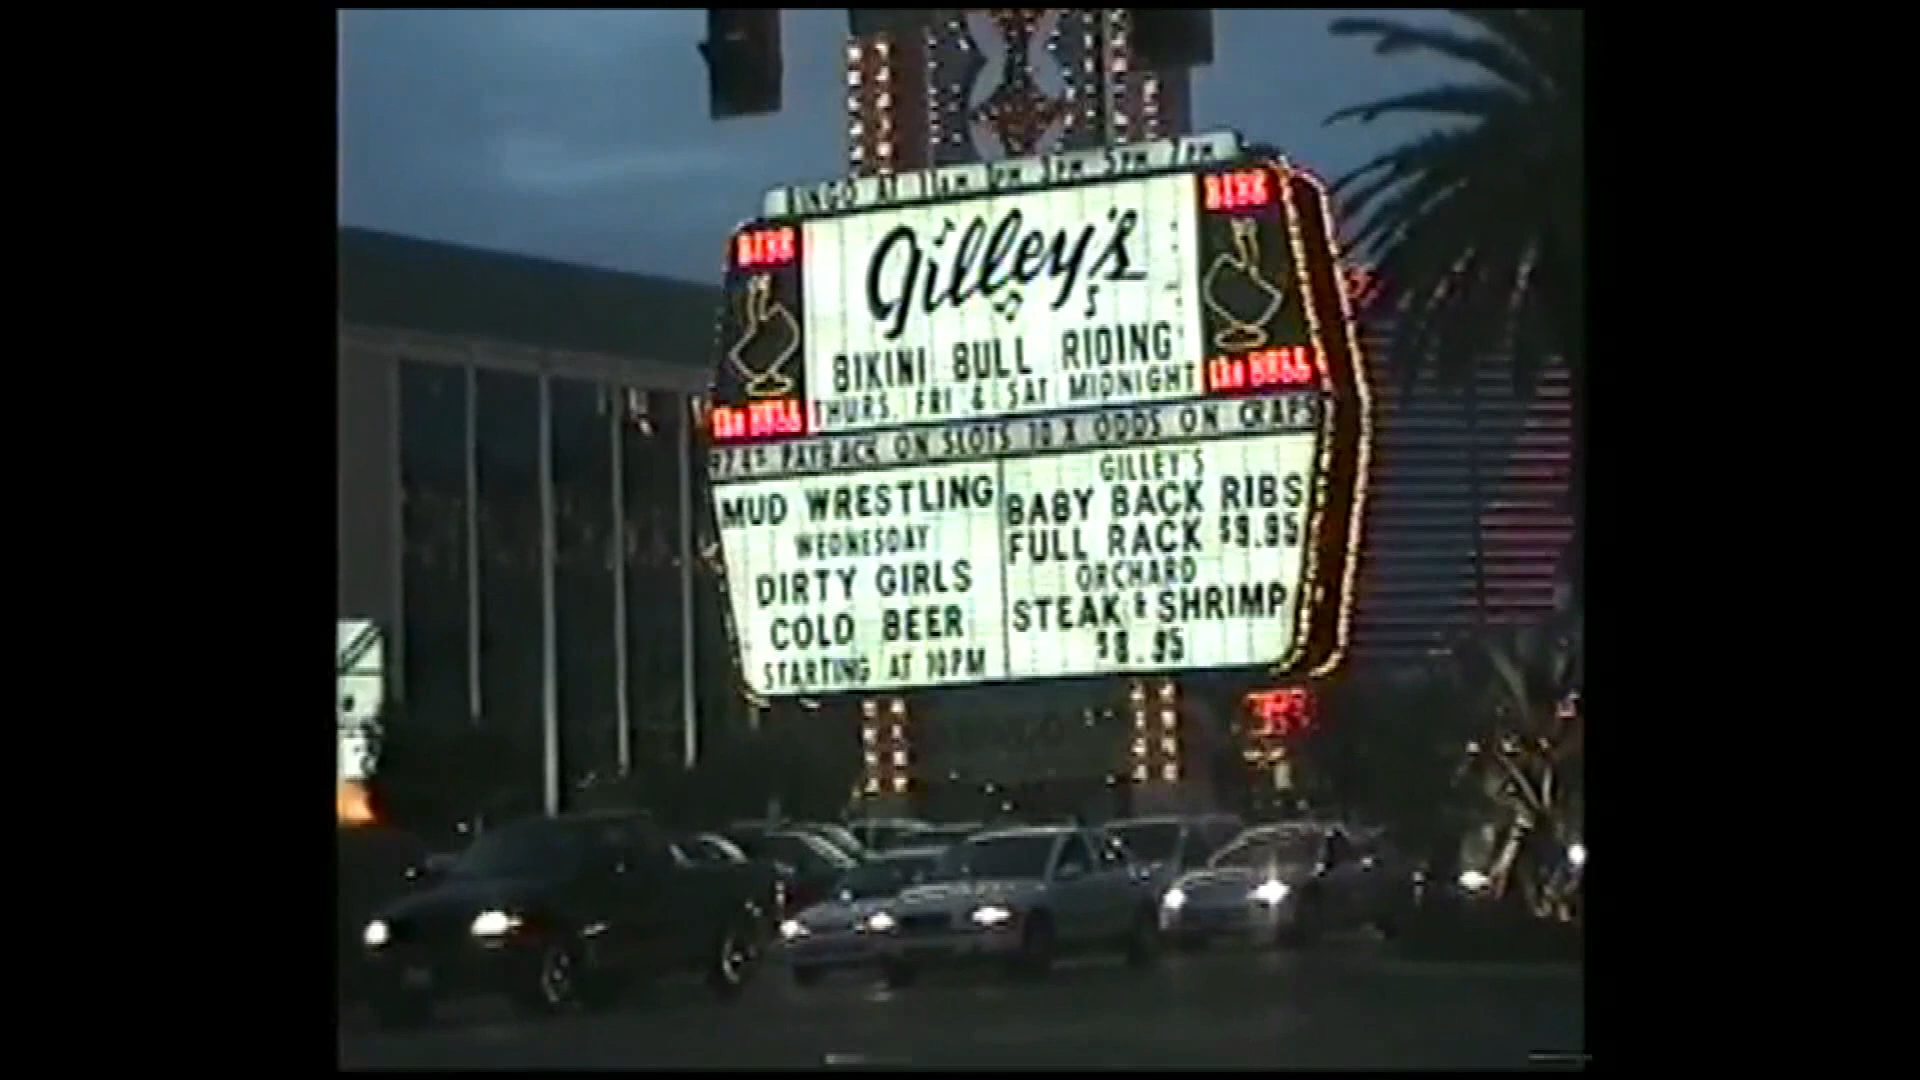 BINGO AT 11AM 1PM 3PM 5PM 7PM
RIDE
RIDE
Gilley's
S
BIKINI BULL RIDING
THURS, FRI & SAT MIDNIGHT
the BULL
the BULL
97.4% PAYBACK ON SLOTS 10 X ODDS ON CRAPS
MUD WRESTLING
WEDNESDAY
DIRTY GIRLS
COLD BEER
STARTING AT 10PM
GILLEY'S
BABY BACK RIBS
FULL RACK $9.95
ORCHARD
STEAK & SHRIMP
$8.95